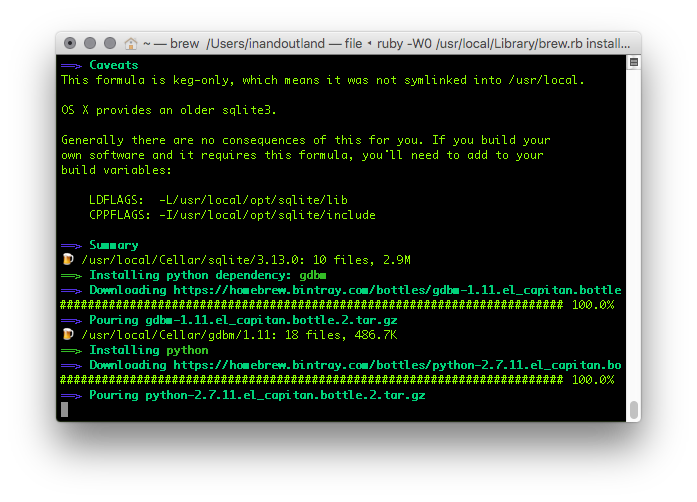 ~ — brew /Users/inandoutland — file • ruby -W0 /usr/local/Library/brew.rb install...
==> Caveats
This formula is keg-only, which means it was not symlinked into /usr/local.
OS X provides an older sqlite3.
Generally there are no consequences of this for you. If you build your
own software and it requires this formula, you'll need to add to your
build variables:
LDFLAGS:  -L/usr/local/opt/sqlite/lib
CPPFLAGS: -I/usr/local/opt/sqlite/include
==> Summary
🍺 /usr/local/Cellar/sqlite/3.13.0: 10 files, 2.9M
==> Installing python dependency: gdbm
==> Downloading https://homebrew.bintray.com/bottles/gdbm-1.11.el_capitan.bottle
######################################################################## 100.0%
==> Pouring gdbm-1.11.el_capitan.bottle.2.tar.gz
🍺 /usr/local/Cellar/gdbm/1.11: 18 files, 486.7K
==> Installing python
==> Downloading https://homebrew.bintray.com/bottles/python-2.7.11.el_capitan.bo
######################################################################## 100.0%
==> Pouring python-2.7.11.el_capitan.bottle.2.tar.gz